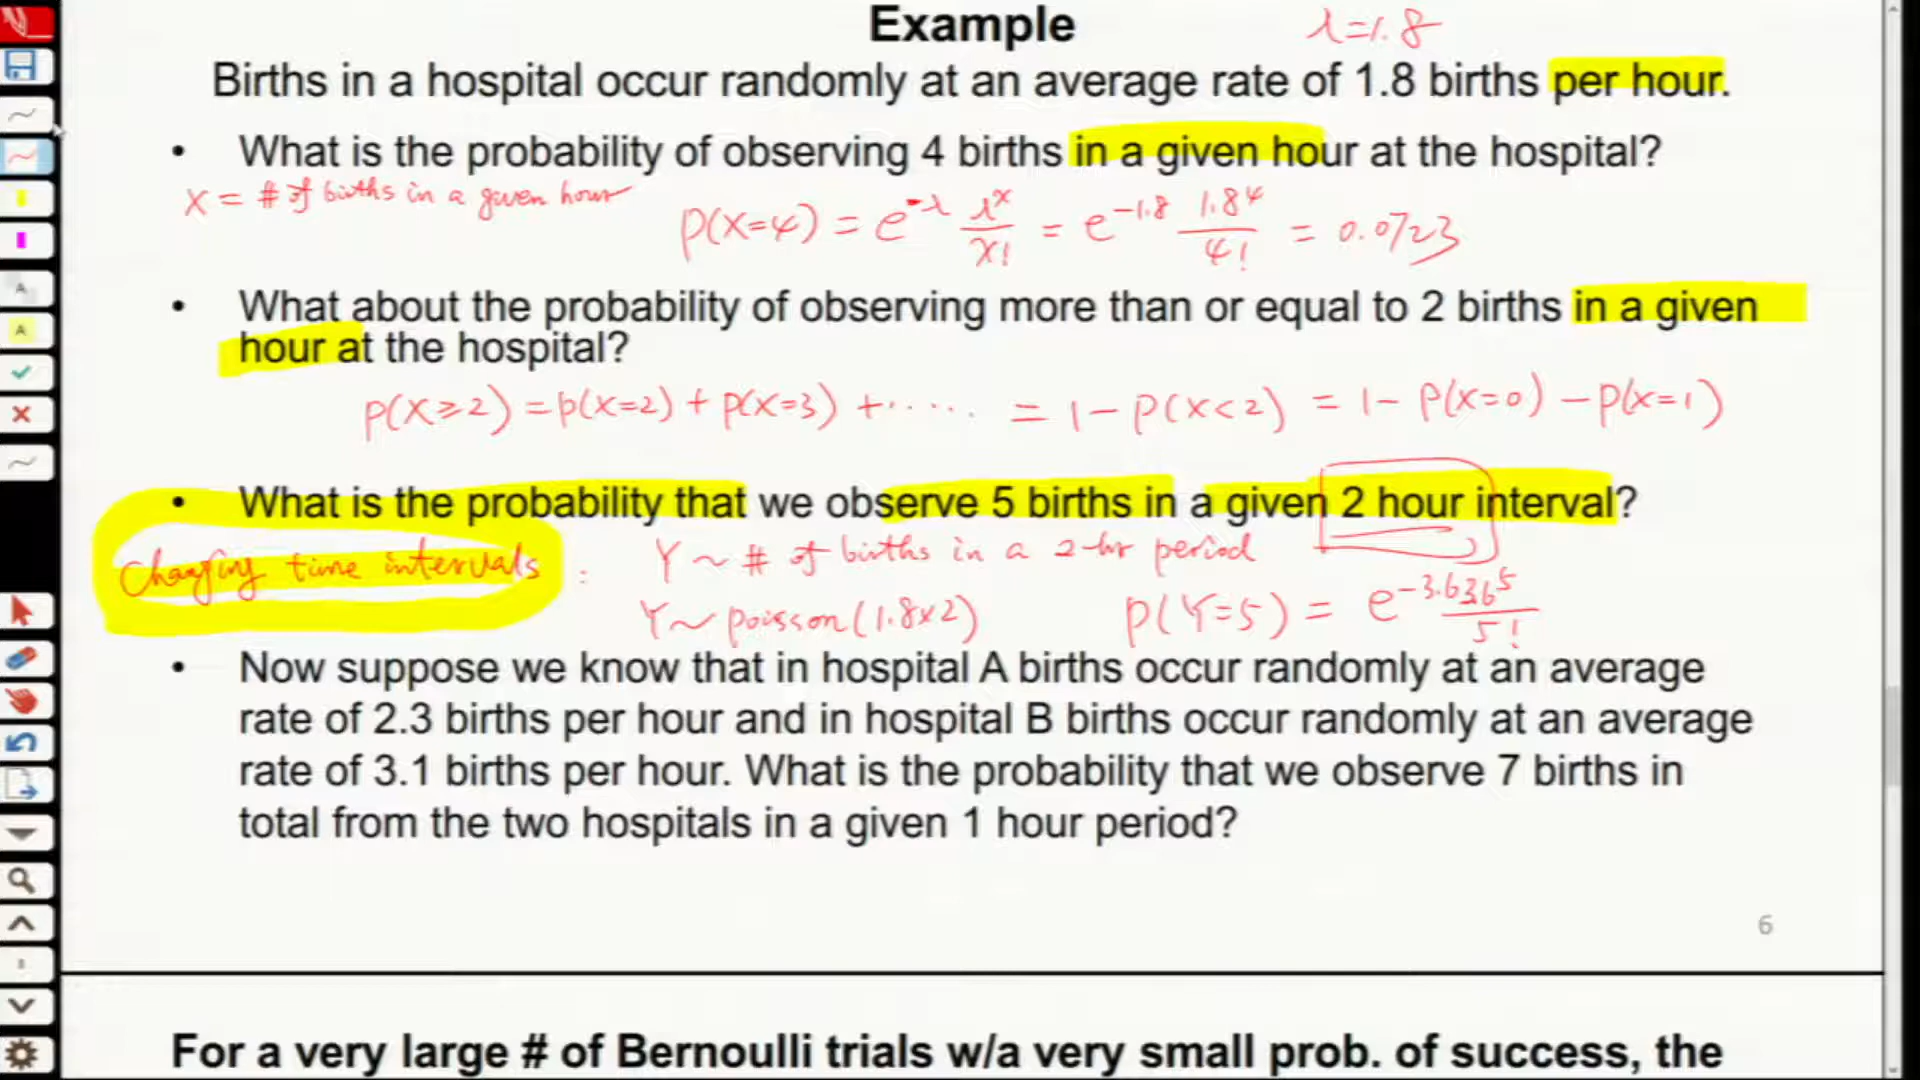 Example
λ=1.8
Births in a hospital occur randomly at an average rate of 1.8 births per hour.
• What is the probability of observing 4 births in a given hour at the hospital?
X = # of births in a given hour
P(X=4) = e^-λ λ^x/x! = e^-1.8 1.8^4/4! = 0.0723
• What about the probability of observing more than or equal to 2 births in a given
hour at the hospital?
P(X≥2) = P(X=2) + P(X=3) +...... = 1- P(X<2) = 1- P(X=0) - P(X=1)
• What is the probability that we observe 5 births in a given 2 hour interval?
Changing time intervals :
Y ~ # of births in a 2-hr period
Y~ poisson(1.8x2)
P(Y=5) = e^-3.6 3.6^5/5!
• Now suppose we know that in hospital A births occur randomly at an average
rate of 2.3 births per hour and in hospital B births occur randomly at an average
rate of 3.1 births per hour. What is the probability that we observe 7 births in
total from the two hospitals in a given 1 hour period?
6
For a very large # of Bernoulli trials w/a very small prob. of success, the